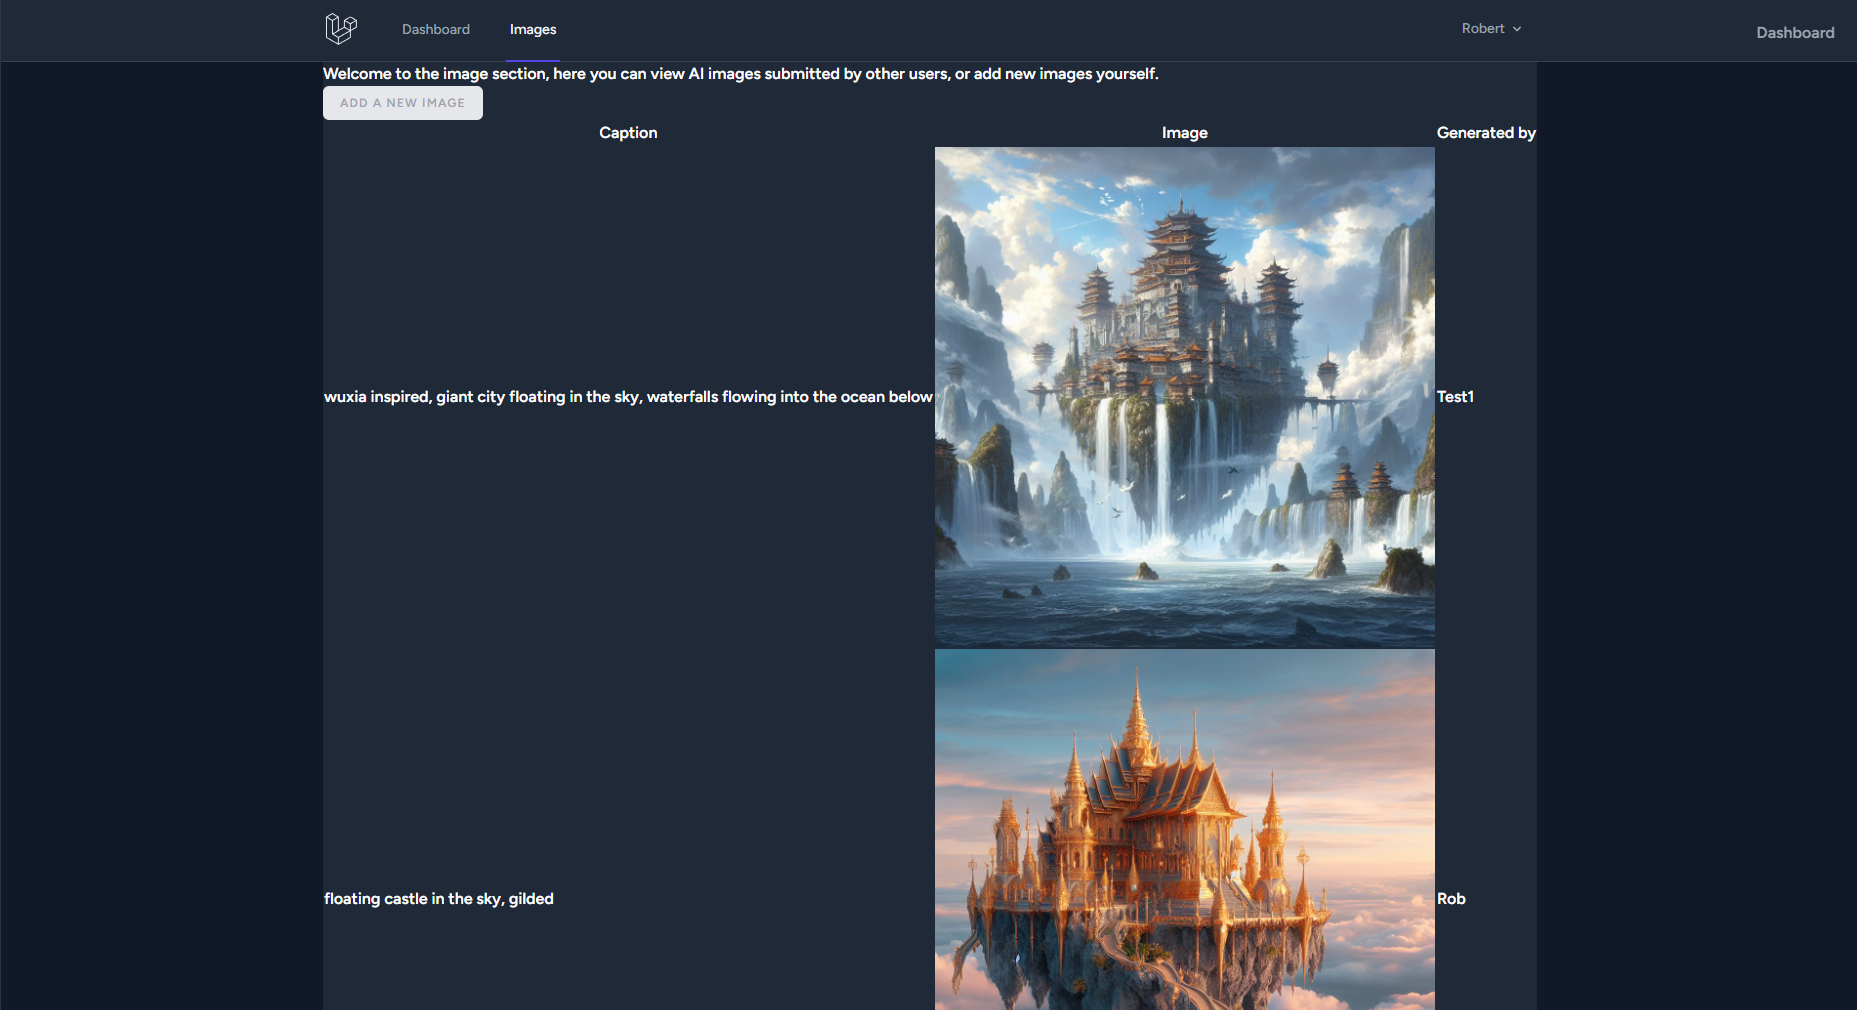 Dashboard
Images
Robert
Dashboard
Welcome to the image section, here you can view AI images submitted by other users, or add new images yourself.
ADD A NEW IMAGE
Caption
Image
Generated by
wuxia inspired, giant city floating in the sky, waterfalls flowing into the ocean below
Test1
floating castle in the sky, gilded
Rob